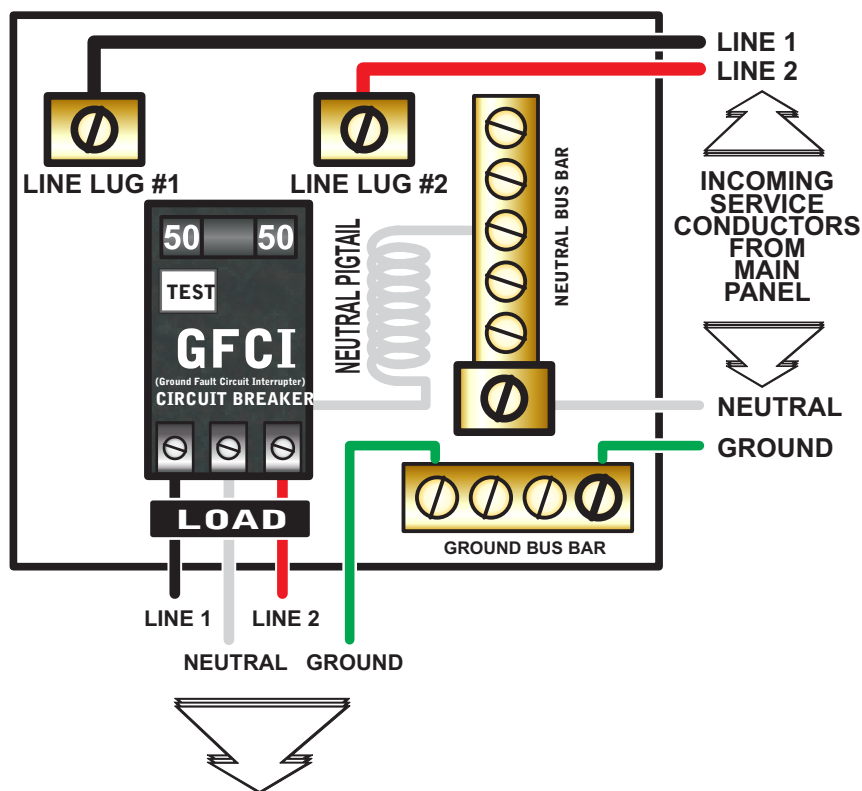 LINE 1
LINE 2
LINE LUG #1
LINE LUG #2
INCOMING
SERVICE
CONDUCTORS
FROM
MAIN
PANEL
50 50
TEST
GFCI
(Ground Fault Circuit Interrupter)
CIRCUIT BREAKER
NEUTRAL PIGTAIL
NEUTRAL BUS BAR
NEUTRAL
GROUND
LOAD
GROUND BUS BAR
LINE 1 LINE 2
NEUTRAL GROUND